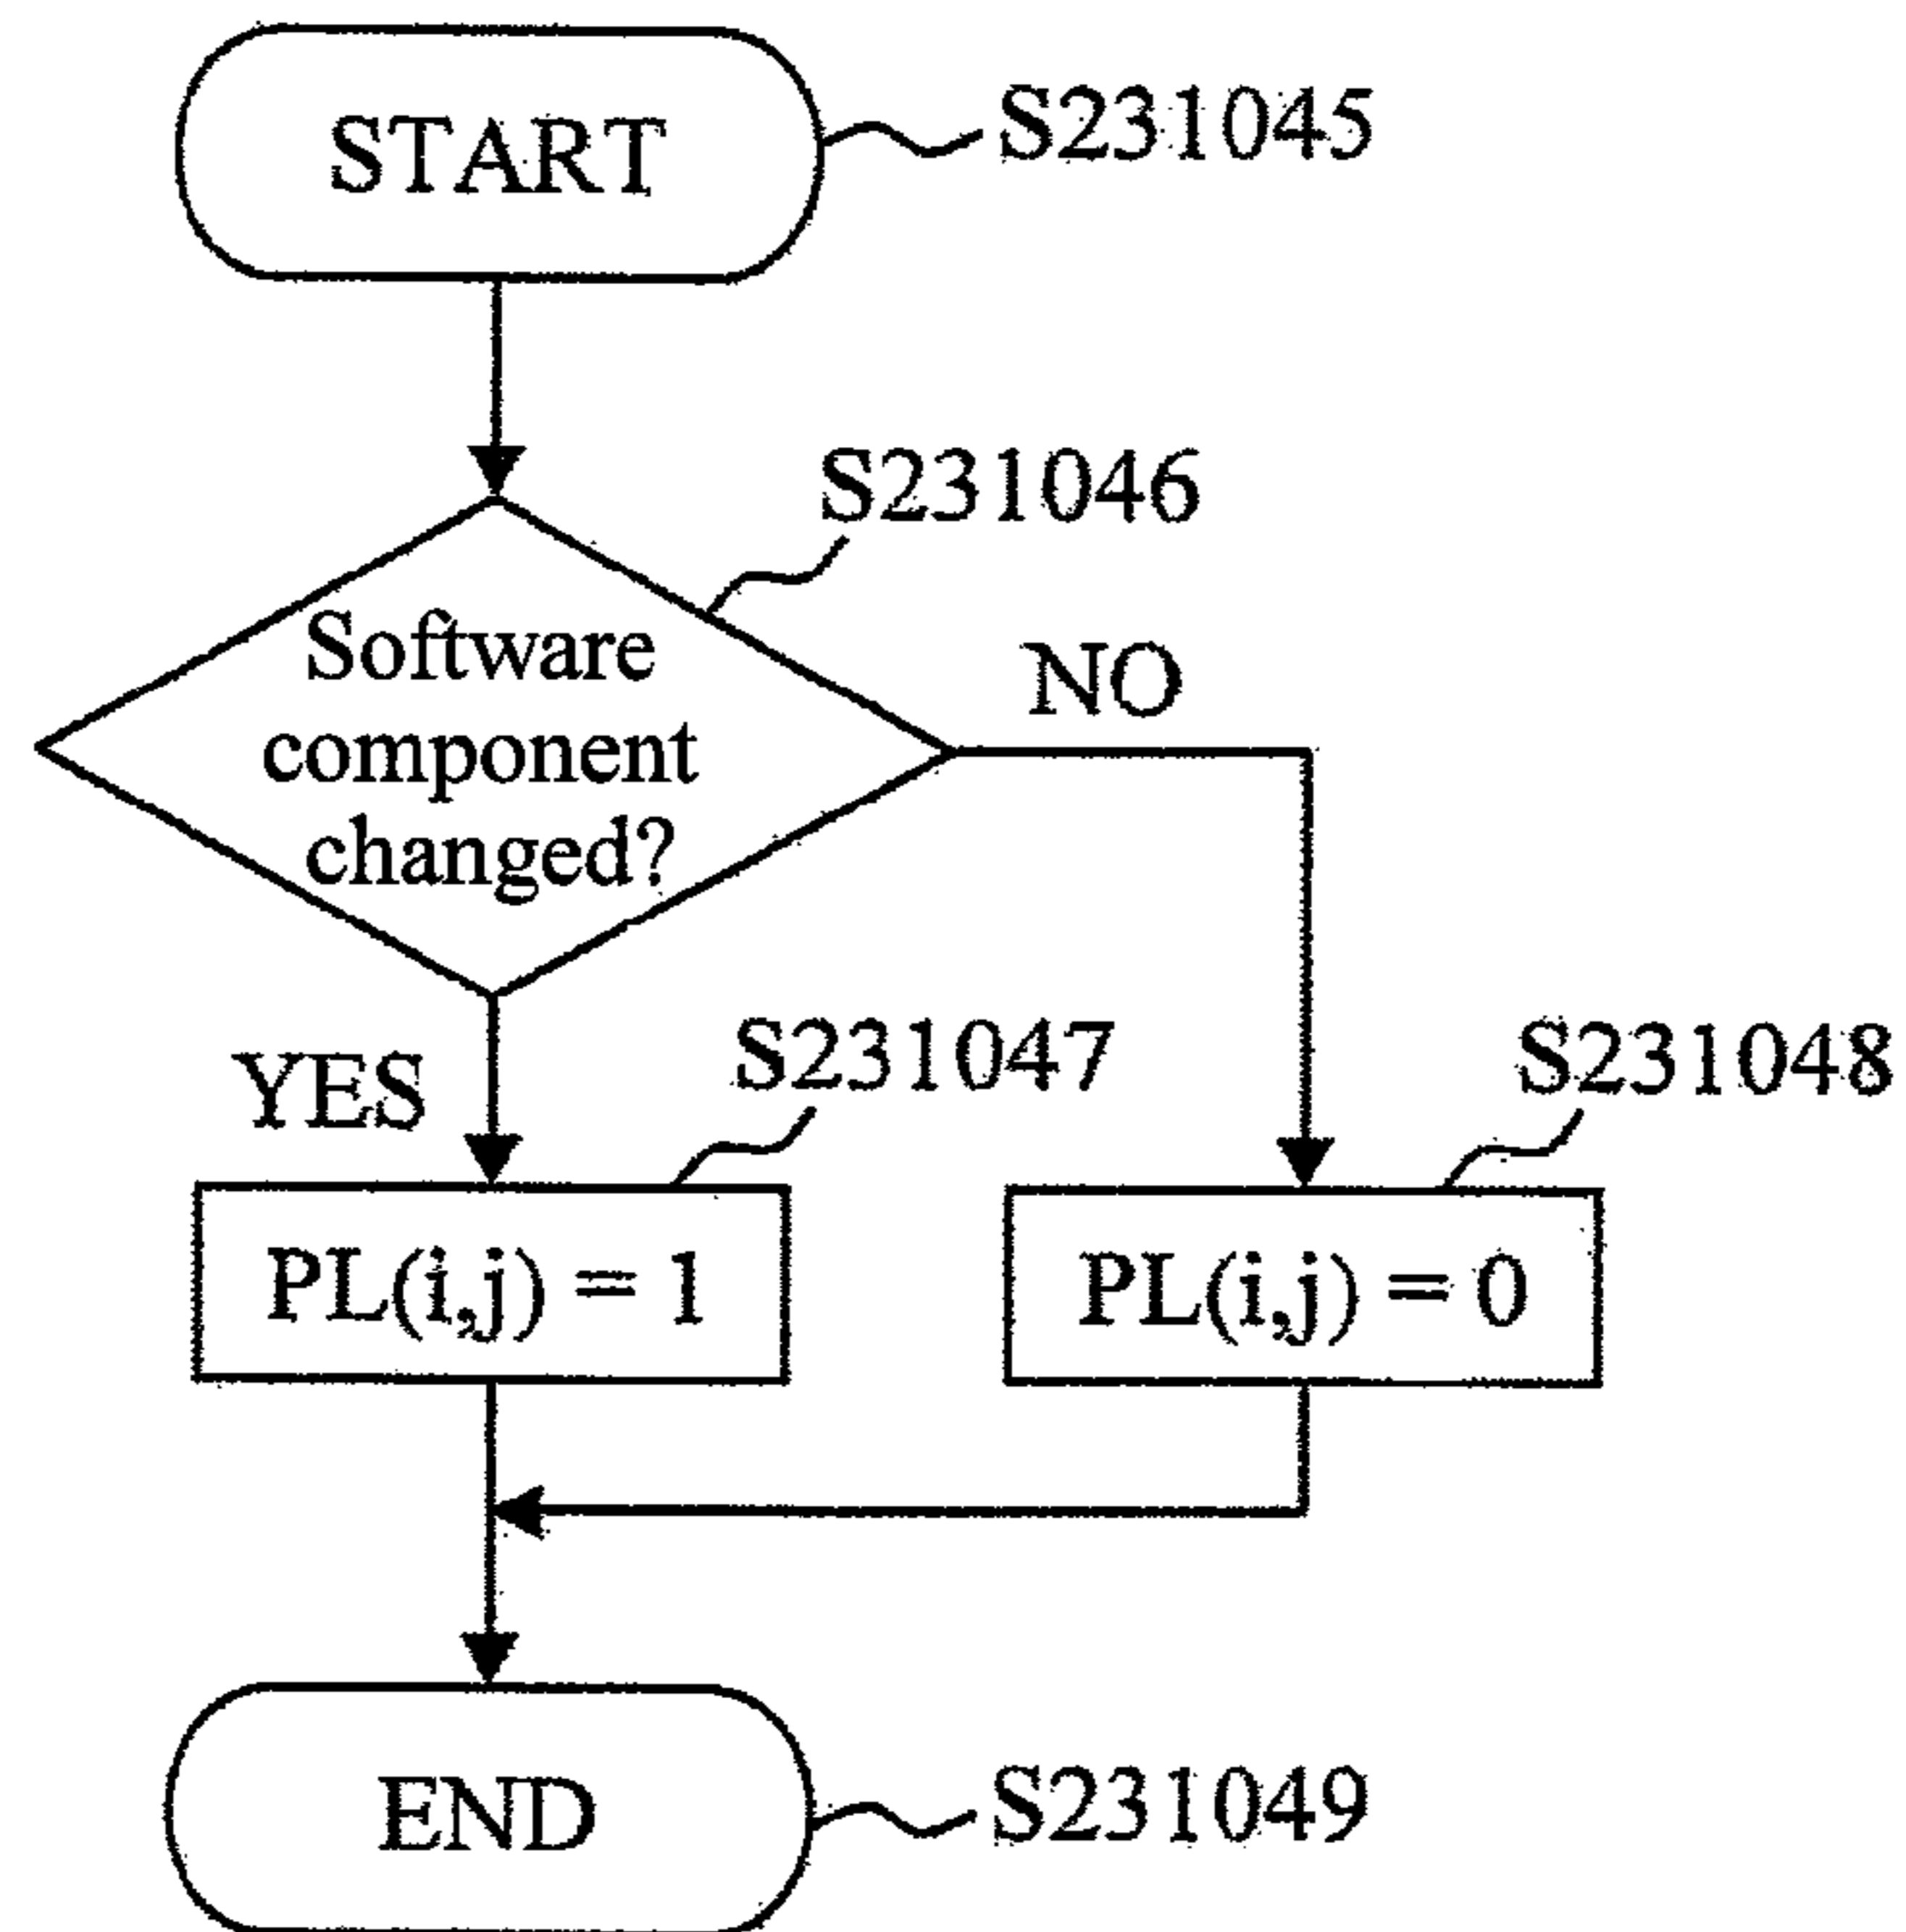 START
S231045
S231046
Software
component
changed?
NO
YES
S231047
S231048
PL(i,j) = 1
PL(i,j) = 0
END
S231049